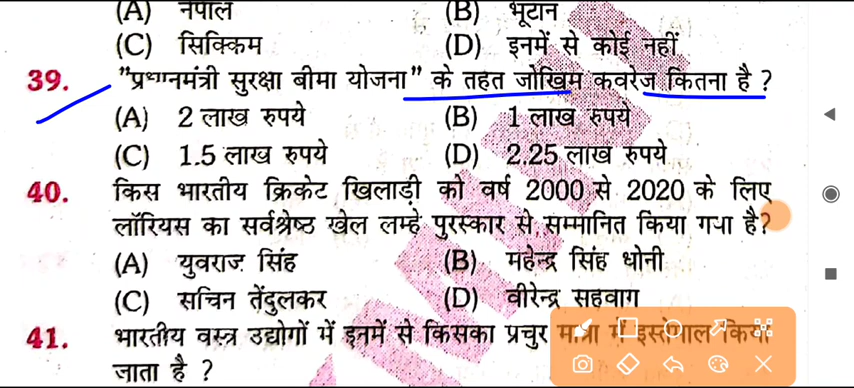 (A) नेपाल (B) भूटान
(C) सिक्किम (D) इनमें से कोई नहीं
39. "प्रधानमंत्री सुरक्षा बीमा योजना" के तहत जोखिम कवरेज कितना है ?
(A) 2 लाख रुपये (B) 1 लाख रुपये
(C) 1.5 लाख रुपये (D) 2.25 लाख रुपये
40. किस भारतीय क्रिकेट खिलाड़ी को वर्ष 2000 से 2020 के लिए
लॉरियस का सर्वश्रेष्ठ खेल लम्हे पुरस्कार से सम्मानित किया गया है?
(A) युवराज सिंह (B) महेन्द्र सिंह धोनी
(C) सचिन तेंदुलकर (D) वीरेन्द्र सहवाग
41. भारतीय वस्त्र उद्योगों में इनमें से किसका प्रचुर मात्रा में इस्तेमाल किया
जाता है ?